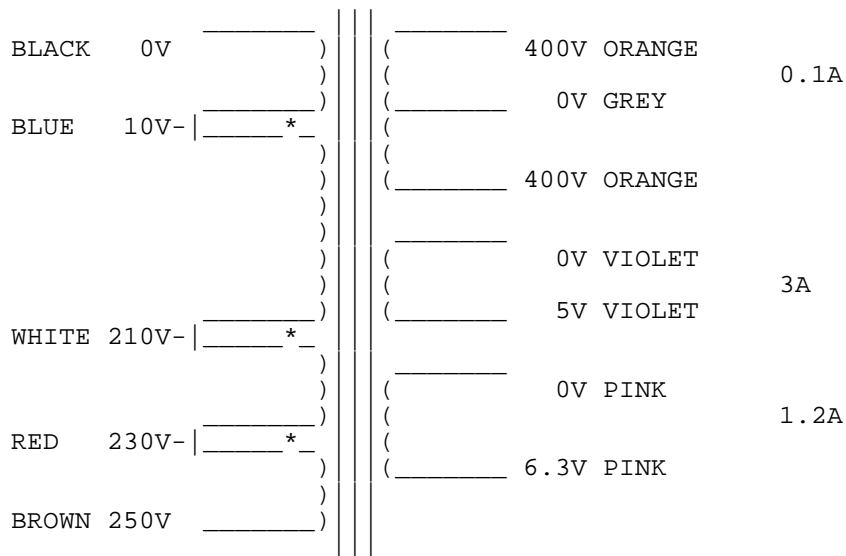 BLACK 0V 400V ORANGE
0.1A
0V GREY
BLUE 10V- *
400V ORANGE
0V VIOLET
3A
5V VIOLET
WHITE 210V- *
0V PINK
1.2A
RED 230V- *
6.3V PINK
BROWN 250V